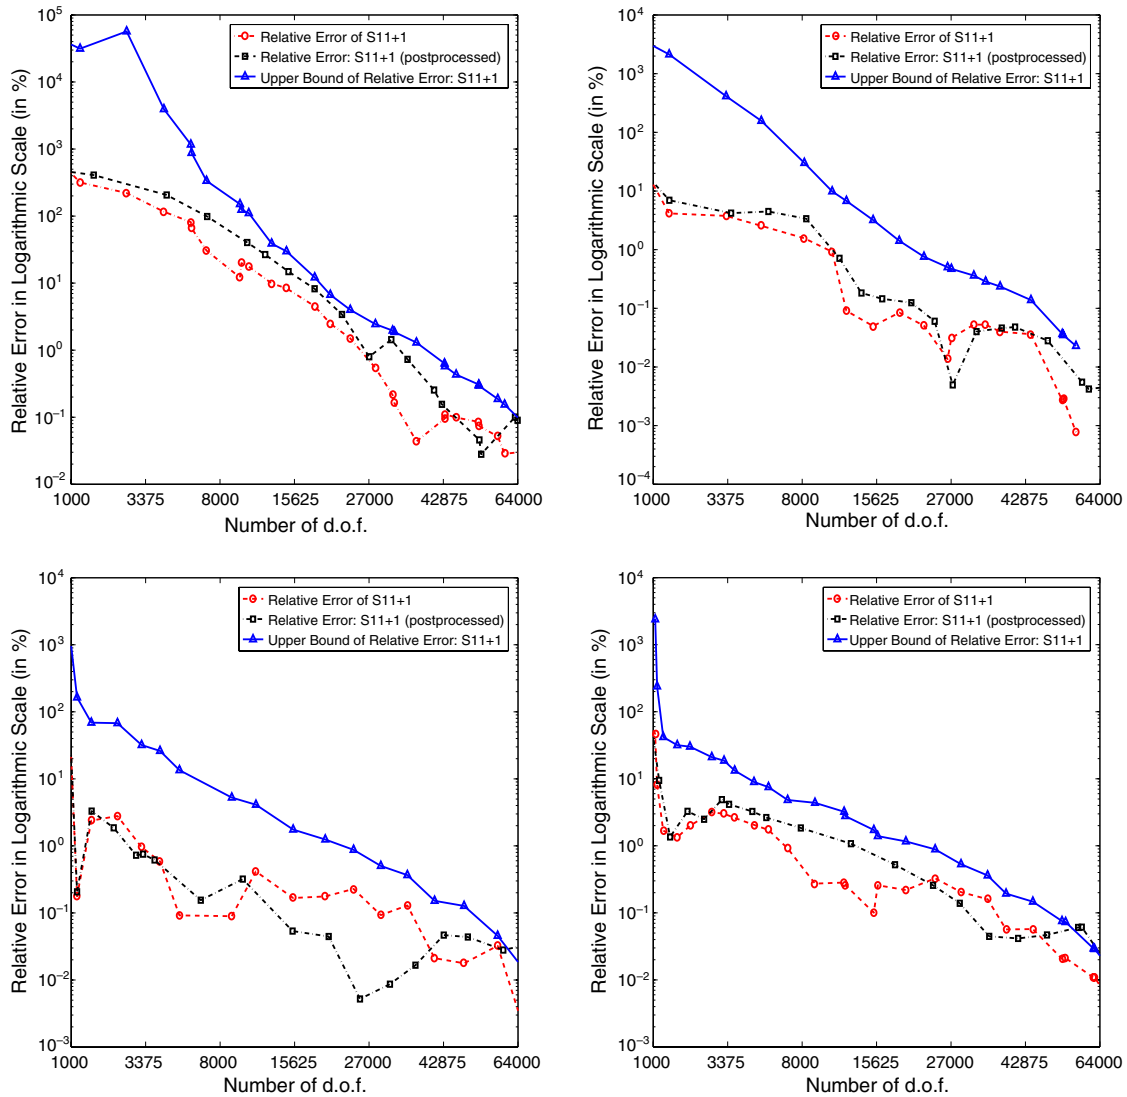 Relative Error in Logarithmic Scale (in %)
10^5
10^4
10^3
10^2
10^1
10^0
10^−1
10^−2
Relative Error of S11+1
Relative Error: S11+1 (postprocessed)
Upper Bound of Relative Error: S11+1
1000 3375 8000 15625 27000 42875 64000
Number of d.o.f.
Relative Error in Logarithmic Scale (in %)
10^4
10^3
10^2
10^1
10^0
10^−1
10^−2
10^−3
10^−4
Relative Error of S11+1
Relative Error: S11+1 (postprocessed)
Upper Bound of Relative Error: S11+1
1000 3375 8000 15625 27000 42875 64000
Number of d.o.f.
Relative Error in Logarithmic Scale (in %)
10^4
10^3
10^2
10^1
10^0
10^−1
10^−2
10^−3
Relative Error of S11+1
Relative Error: S11+1 (postprocessed)
Upper Bound of Relative Error: S11+1
1000 3375 8000 15625 27000 42875 64000
Number of d.o.f.
Relative Error in Logarithmic Scale (in %)
10^4
10^3
10^2
10^1
10^0
10^−1
10^−2
10^−3
Relative Error of S11+1
Relative Error: S11+1 (postprocessed)
Upper Bound of Relative Error: S11+1
1000 3375 8000 15625 27000 42875 64000
Number of d.o.f.